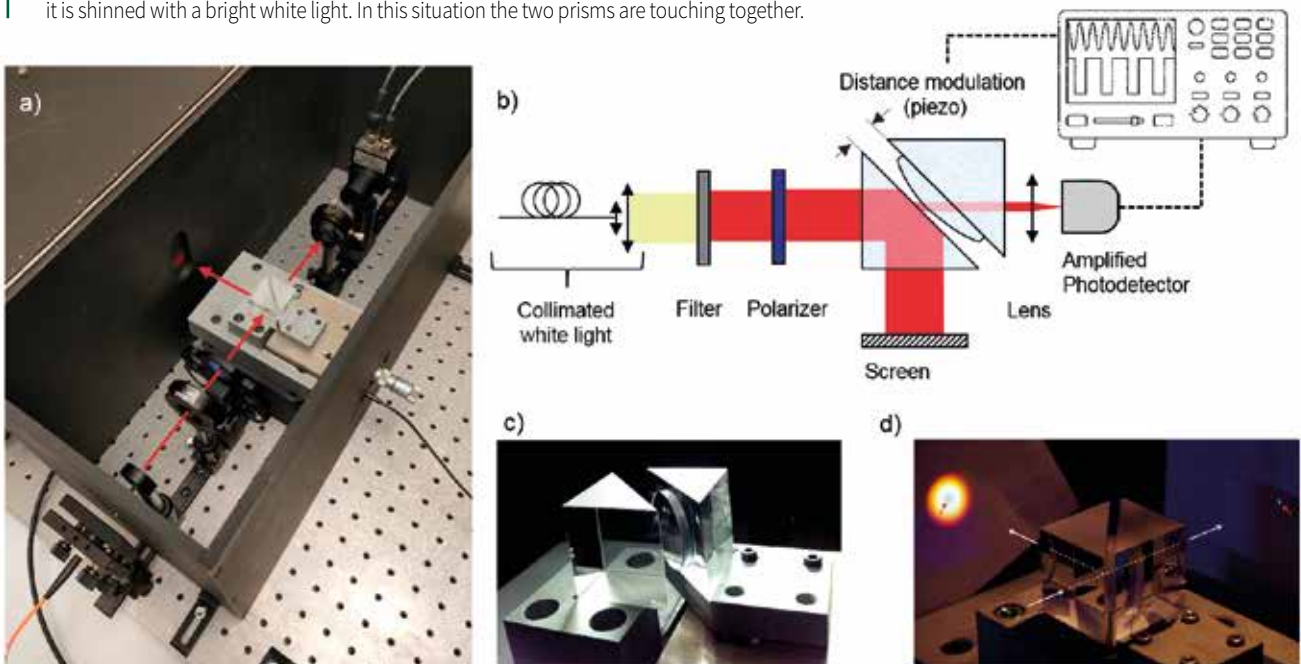 it is shinned with a bright white light. In this situation the two prisms are touching together.
a)
b)
Distance modulation
(piezo)
Collimated
white light
Filter
Polarizer
Lens
Amplified
Photodetector
Screen
c)
d)